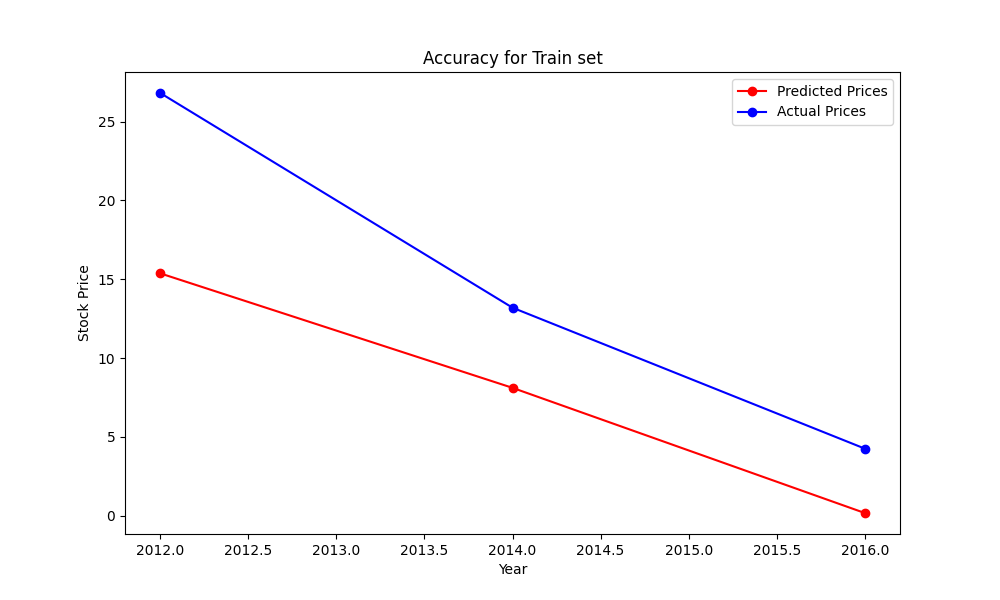 Accuracy for Train set
Predicted Prices
Actual Prices
Stock Price
25
20
15
10
5
0
2012.0 2012.5 2013.0 2013.5 2014.0 2014.5 2015.0 2015.5 2016.0
Year